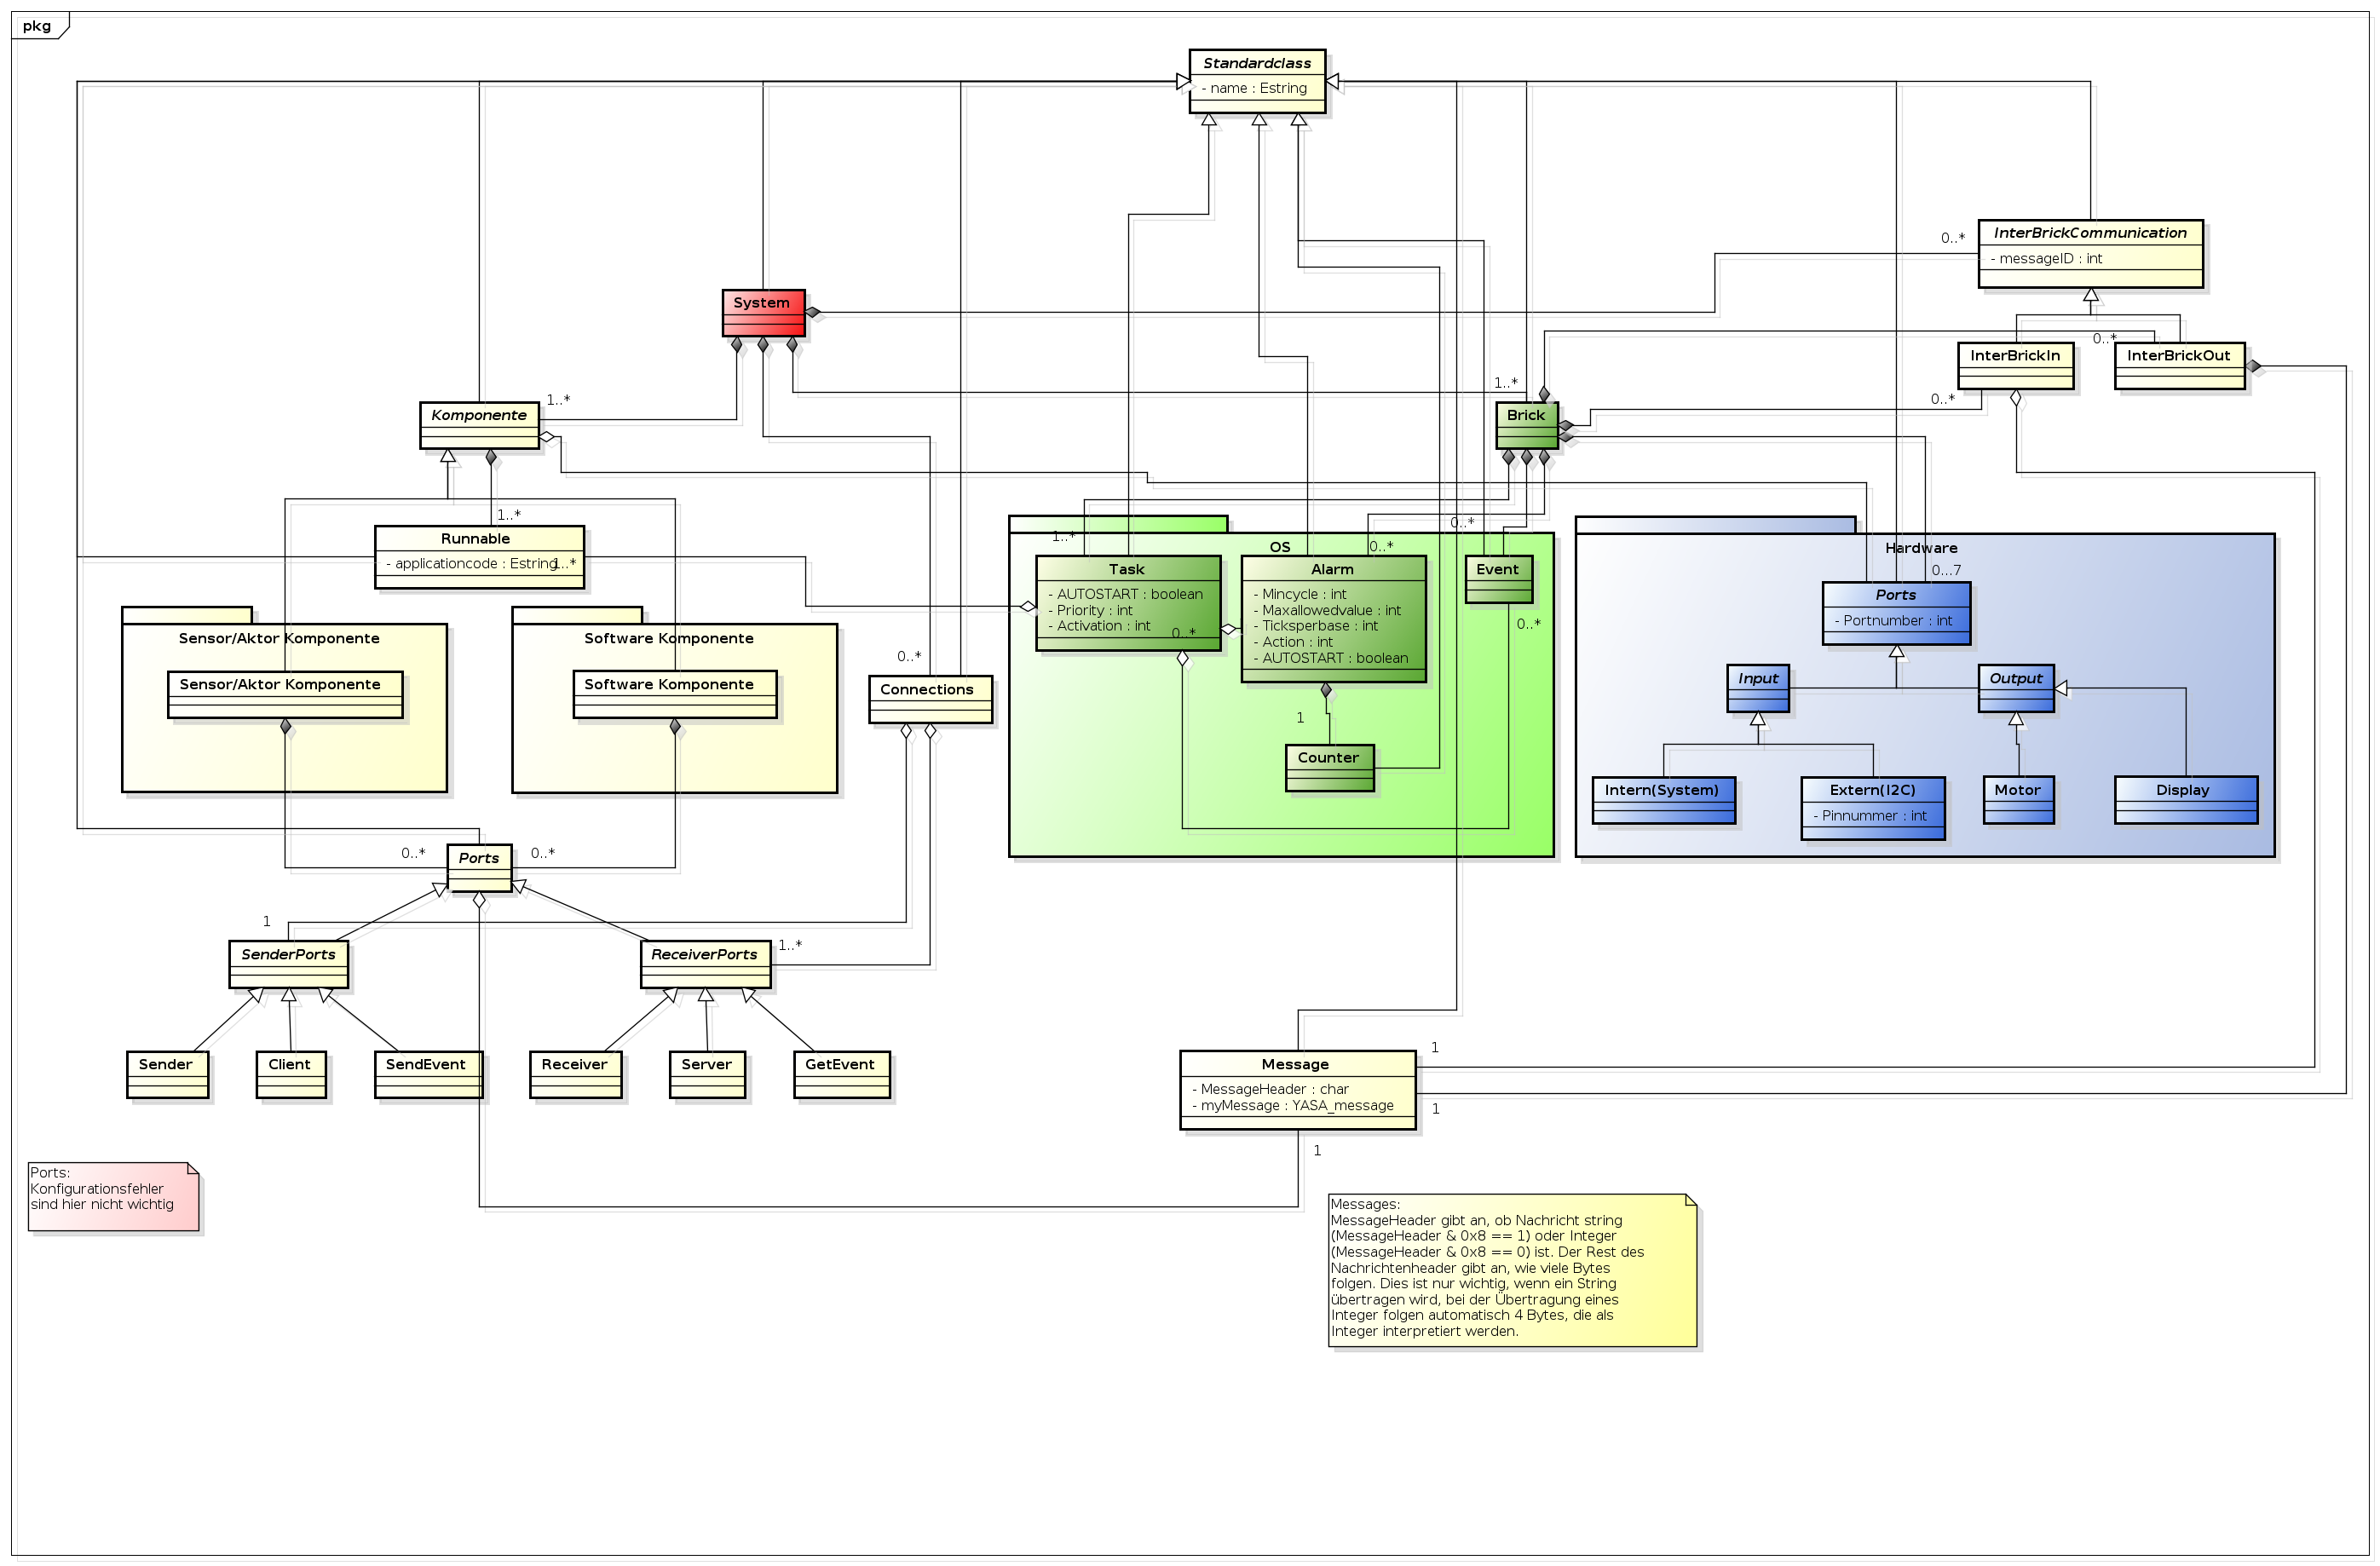 pkg
Standardclass
- name : Estring
InterBrickCommunication
- messageID : int
0..*
System
InterBrickIn
InterBrickOut
0..*
0..*
Komponente
1..*
Brick
1..*
Runnable
- applicationcode : Estring
1..*
1..*
OS
Task
- AUTOSTART : boolean
- Priority : int
- Activation : int
1..*
0..*
Alarm
- Mincycle : int
- Maxallowedvalue : int
- Ticksperbase : int
- Action : int
- AUTOSTART : boolean
0..*
Event
0..*
0..*
1
Counter
Hardware
0...7
Ports
- Portnumber : int
Input
Output
Intern(System)
Extern(I2C)
- Pinnummer : int
Motor
Display
Sensor/Aktor Komponente
Sensor/Aktor Komponente
Software Komponente
Software Komponente
0..*
Connections
0..*
Ports
0..*
1
SenderPorts
ReceiverPorts
1..*
Sender
Client
SendEvent
Receiver
Server
GetEvent
Message
- MessageHeader : char
- myMessage : YASA_message
1
1
1
Ports:
Konfigurationsfehler
sind hier nicht wichtig
Messages:
MessageHeader gibt an, ob Nachricht string
(MessageHeader & 0x8 == 1) oder Integer
(MessageHeader & 0x8 == 0) ist. Der Rest des
Nachrichtenheader gibt an, wie viele Bytes
folgen. Dies ist nur wichtig, wenn ein String
übertragen wird, bei der Übertragung eines
Integer folgen automatisch 4 Bytes, die als
Integer interpretiert werden.